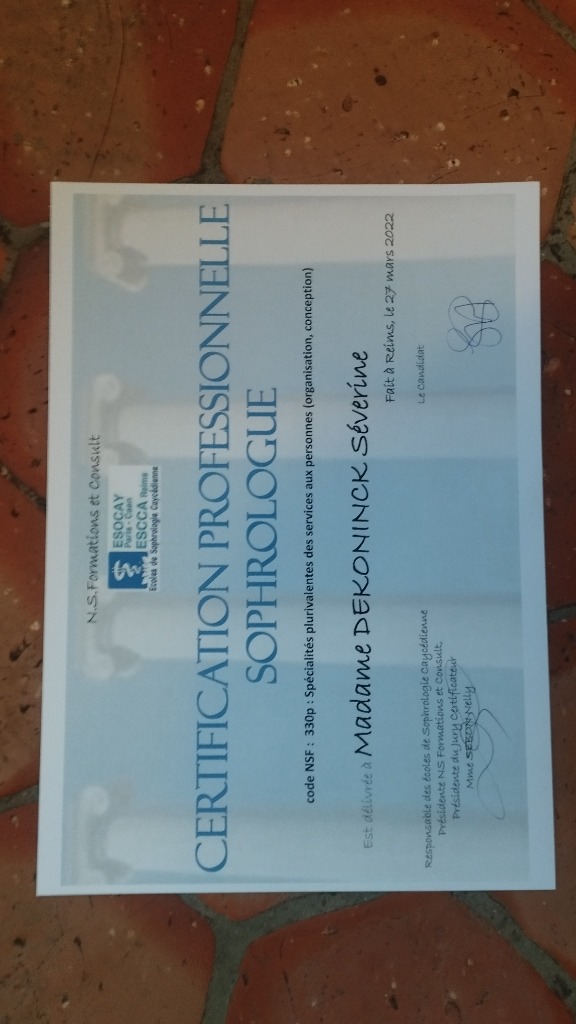 N.S.Formations et Consult
ESOCAY
Paris - Caen
ESCCA Reims
Ecoles de Sophrologie Caycédienne
CERTIFICATION PROFESSIONNELLE
SOPHROLOGUE
code NSF : 330p : Spécialités plurivalentes des services aux personnes (organisation, conception)
Est délivrée à Madame DEKONINCK Séverine
Fait à Reims, le 27 mars 2022
Responsable des écoles de Sophrologie Caycédienne
Présidente NS Formations et Consult,
Présidente du Jury Certificateur
Mme Nelly
Le Candidat